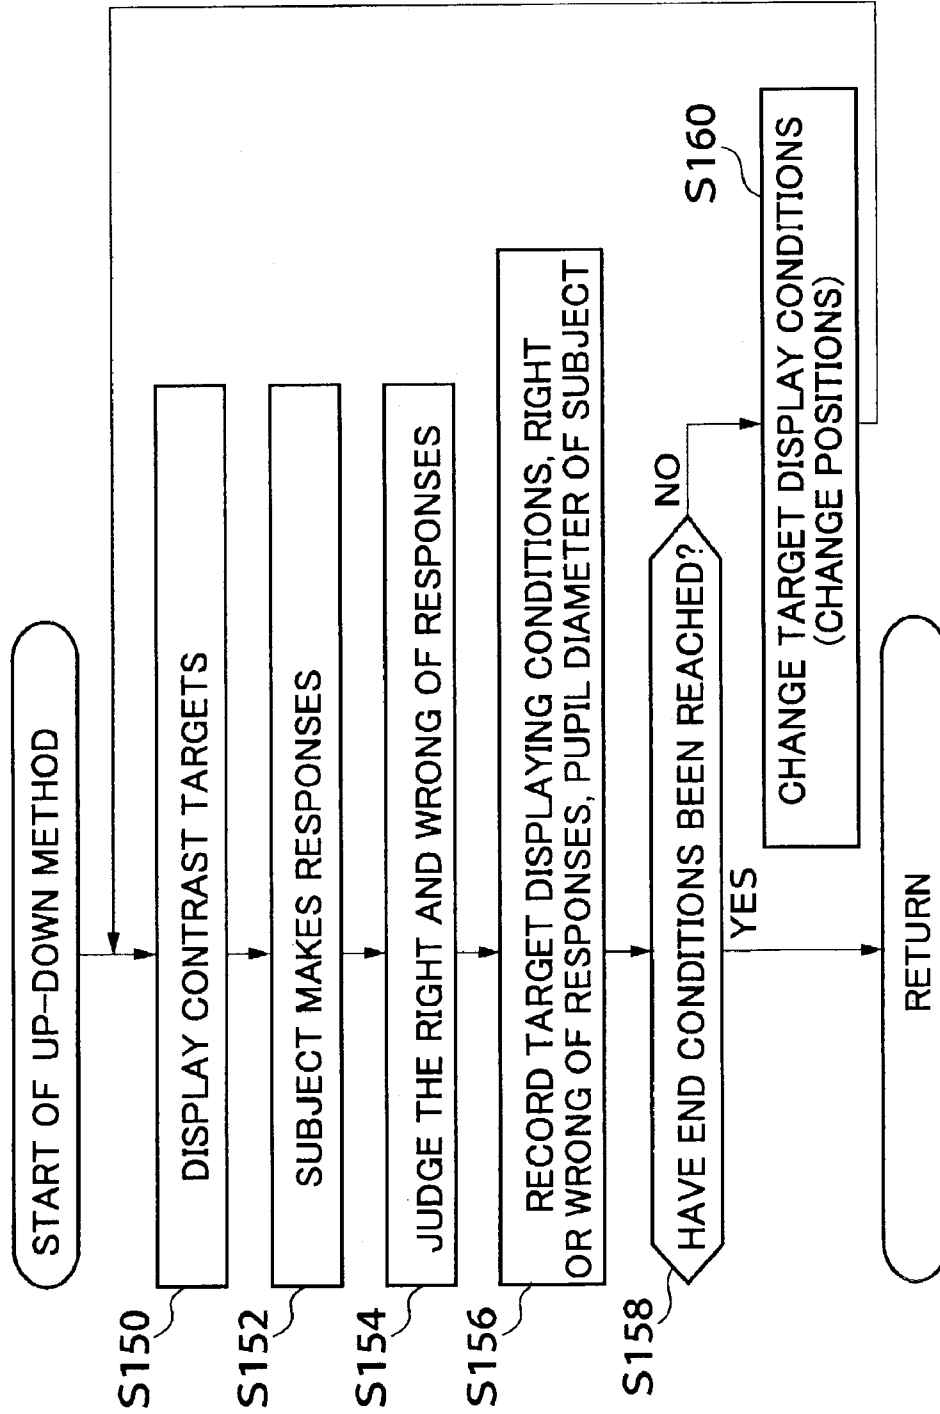 START OF UP-DOWN METHOD
S150
DISPLAY CONTRAST TARGETS
S152
SUBJECT MAKES RESPONSES
S154
JUDGE THE RIGHT AND WRONG OF RESPONSES
S156
RECORD TARGET DISPLAYING CONDITIONS, RIGHT
OR WRONG OF RESPONSES, PUPIL DIAMETER OF SUBJECT
S158
HAVE END CONDITIONS BEEN REACHED?
NO
YES
S160
CHANGE TARGET DISPLAY CONDITIONS
(CHANGE POSITIONS)
RETURN